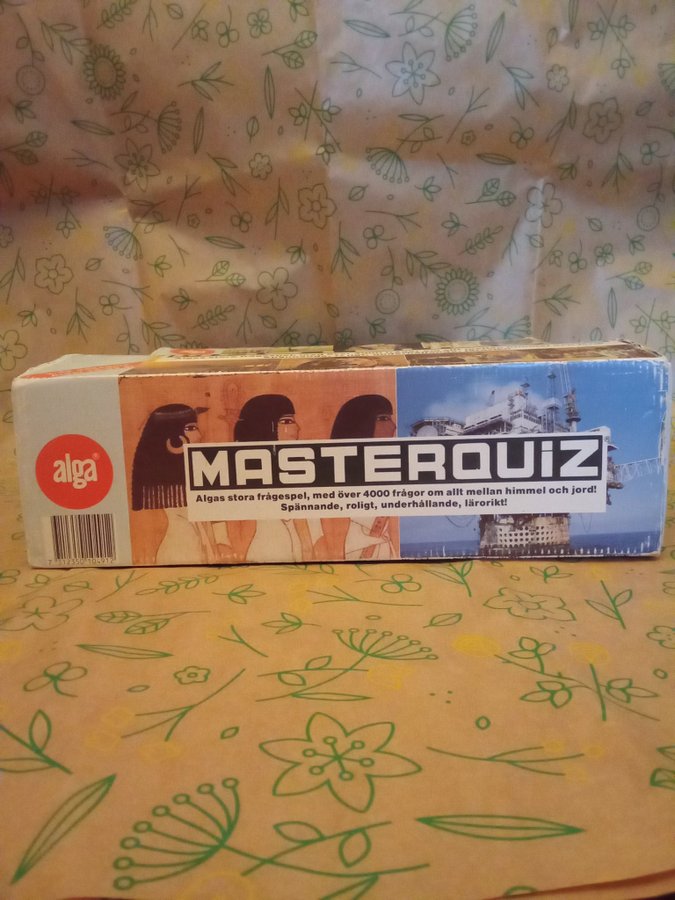 alga
MASTERQUIZ
Algas stora frågespel, med över 4000 frågor om allt mellan himmel och jord!
Spännande, roligt, underhållande, lärorikt!